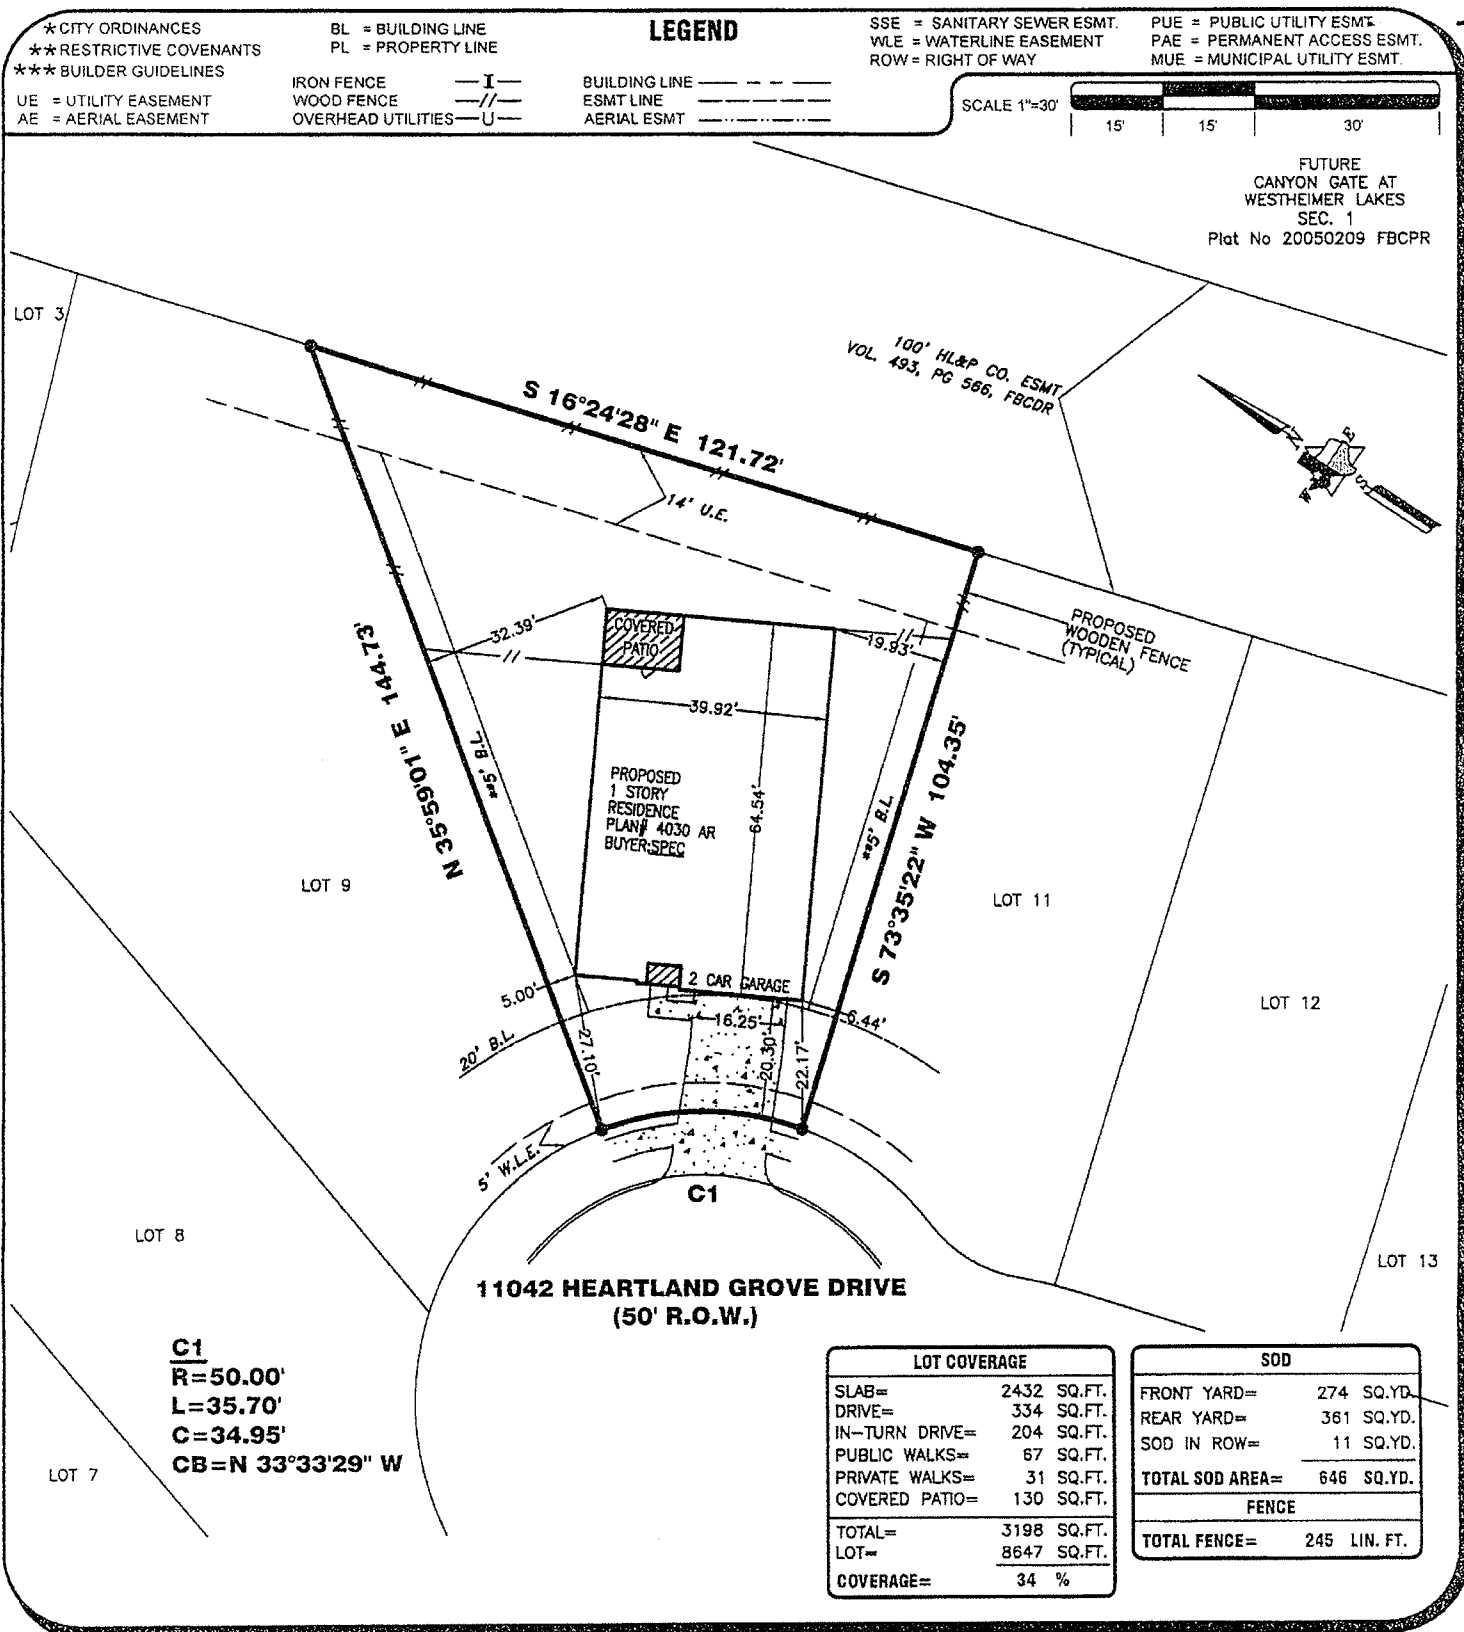 LEGEND
* CITY ORDINANCES
** RESTRICTIVE COVENANTS
*** BUILDER GUIDELINES
UE = UTILITY EASEMENT
AE = AERIAL EASEMENT
BL = BUILDING LINE
PL = PROPERTY LINE
IRON FENCE I
WOOD FENCE //
OVERHEAD UTILITIES U
BUILDING LINE
ESMT LINE
AERIAL ESMT
SSE = SANITARY SEWER ESMT.
WLE = WATERLINE EASEMENT
ROW = RIGHT OF WAY
PUE = PUBLIC UTILITY ESMT.
PAE = PERMANENT ACCESS ESMT.
MUE = MUNICIPAL UTILITY ESMT.
SCALE 1"=30'
15' 15' 30'
FUTURE
CANYON GATE AT
WESTHEIMER LAKES
SEC. 1
Plat No 20050209 FBCPR
LOT 3
100' HL&P CO. ESMT
VOL. 493, PG 566, FBCDR
N E S W
S 16°24'28" E 121.72'
14' U.E.
PROPOSED
WOODEN FENCE
(TYPICAL)
32.39'
COVERED
PATIO
19.93'
39.92'
N 35°59'01" E 144.73'
**5' B.L.
PROPOSED
1 STORY
RESIDENCE
PLAN# 4030 AR
BUYER:SPEC
64.54'
**5' B.L.
S 73°35'22" W 104.35'
LOT 9
LOT 11
LOT 12
2 CAR GARAGE
5.00'
16.25'
6.44'
20' B.L.
27.10'
20.30'
22.17'
5' W.L.E.
C1
LOT 8
LOT 13
11042 HEARTLAND GROVE DRIVE
(50' R.O.W.)
C1
R=50.00'
L=35.70'
C=34.95'
CB=N 33°33'29" W
LOT 7
LOT COVERAGE
SLAB= 2432 SQ.FT.
DRIVE= 334 SQ.FT.
IN-TURN DRIVE= 204 SQ.FT.
PUBLIC WALKS= 67 SQ.FT.
PRIVATE WALKS= 31 SQ.FT.
COVERED PATIO= 130 SQ.FT.
TOTAL= 3198 SQ.FT.
LOT= 8647 SQ.FT.
COVERAGE= 34 %
SOD
FRONT YARD= 274 SQ.YD.
REAR YARD= 361 SQ.YD.
SOD IN ROW= 11 SQ.YD.
TOTAL SOD AREA= 646 SQ.YD.
FENCE
TOTAL FENCE= 245 LIN. FT.